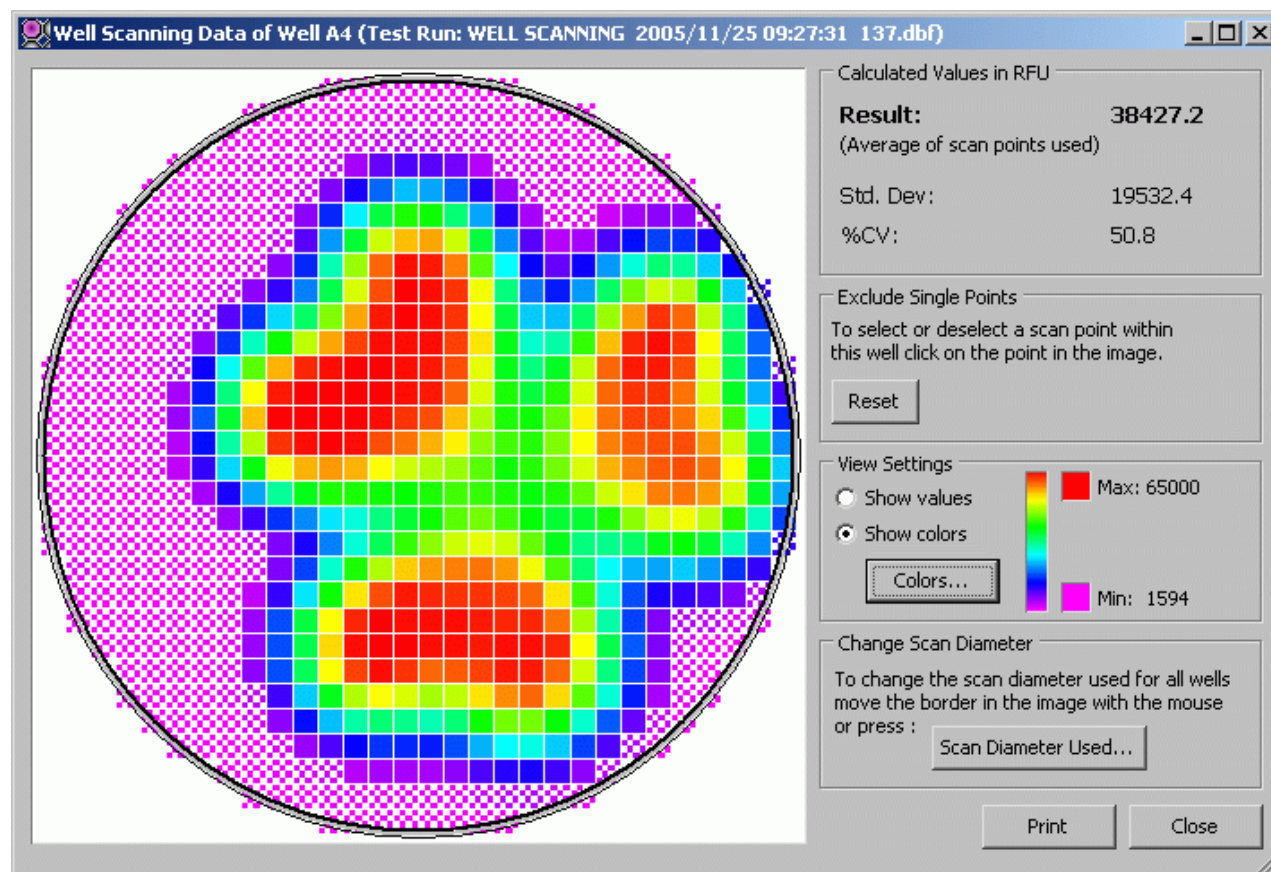 Well Scanning Data of Well A4 (Test Run: WELL SCANNING 2005/11/25 09:27:31 137.dbf)
Calculated Values in RFU
Result: 38427.2
(Average of scan points used)
Std. Dev: 19532.4
%CV: 50.8
Exclude Single Points
To select or deselect a scan point within
this well click on the point in the image.
Reset
View Settings
Show values
Show colors
Colors...
Max: 65000
Min: 1594
Change Scan Diameter
To change the scan diameter used for all wells
move the border in the image with the mouse
or press :
Scan Diameter Used...
Print
Close